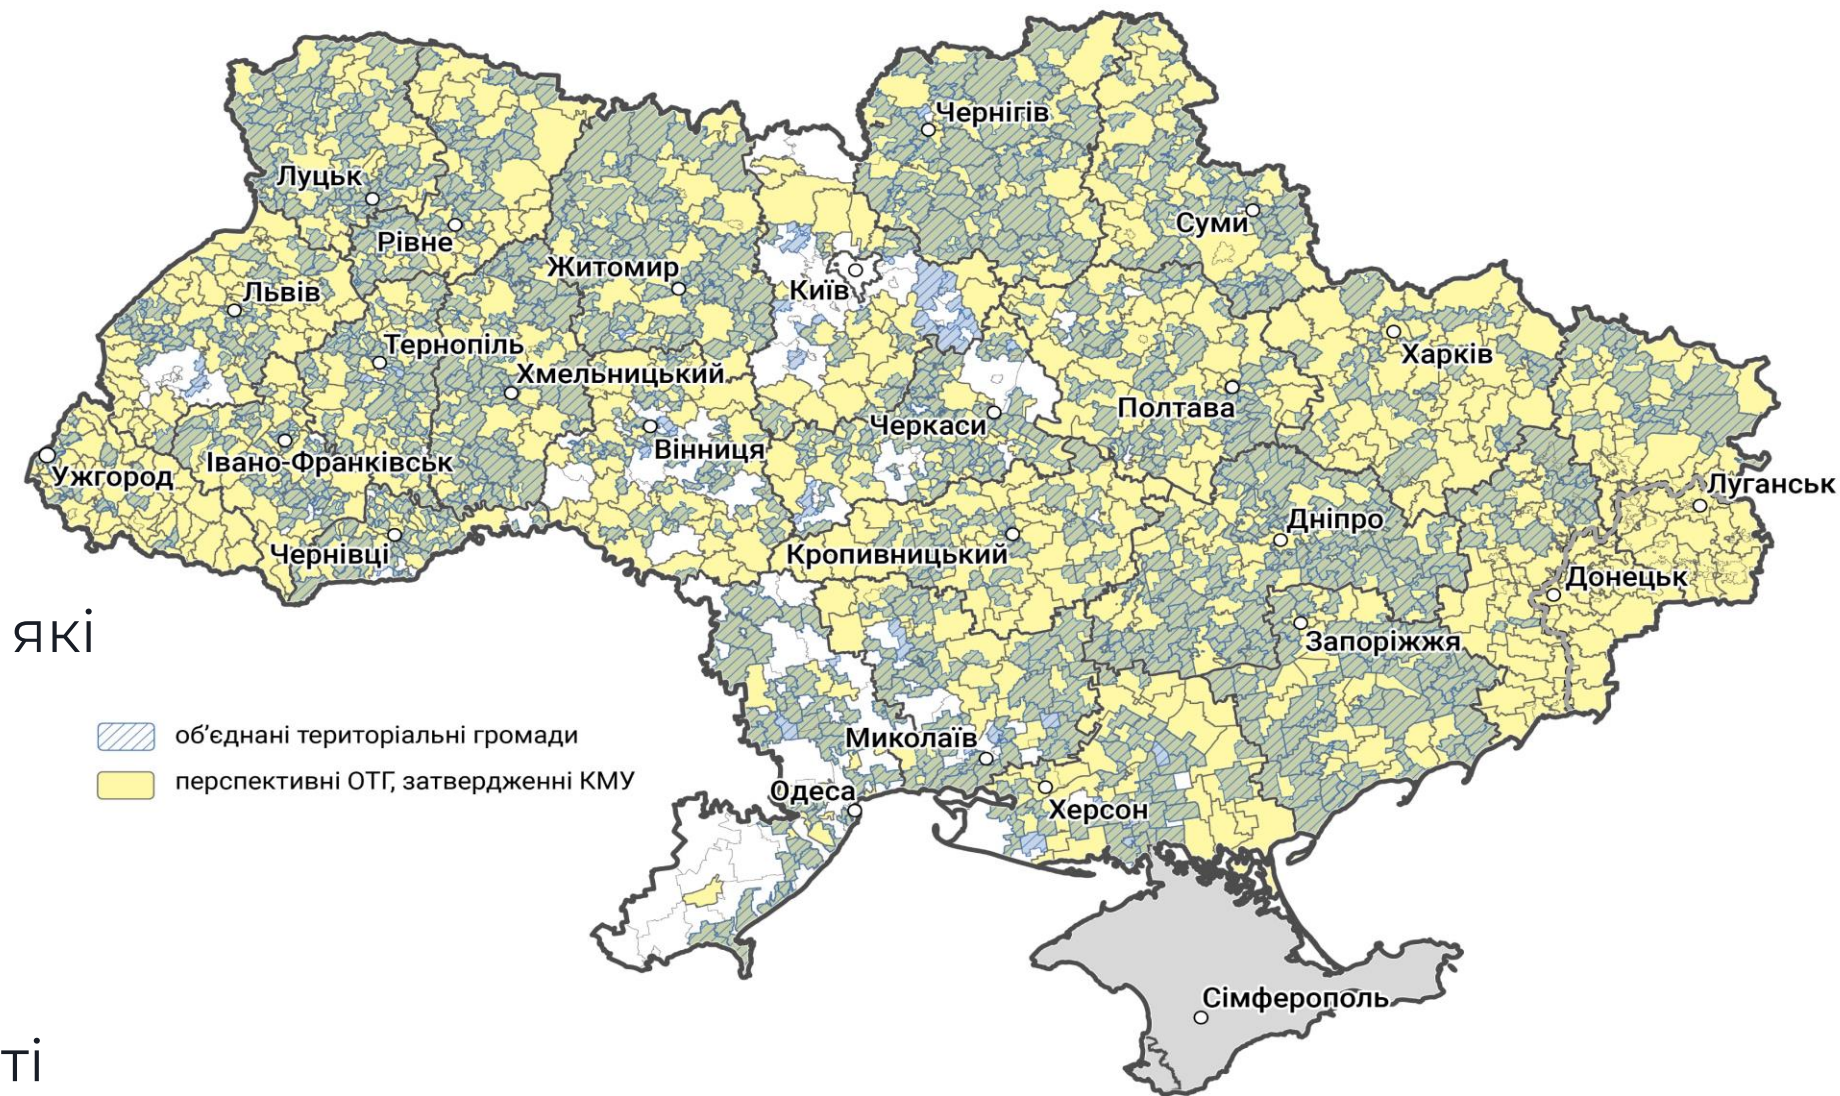 Чернігів
Луцьк
Рівне
Суми
Житомир
Київ
Львів
Тернопіль
Хмельницький
Харків
Полтава
Черкаси
Вінниця
Ужгород
Івано-Франківськ
Луганськ
Дніпро
Чернівці
Кропивницький
Донецьк
які
Запоріжжя
об’єднані територіальні громади
Миколаїв
перспективні ОТГ, затвердженні КМУ
Одеса
Херсон
Сімферополь
ті